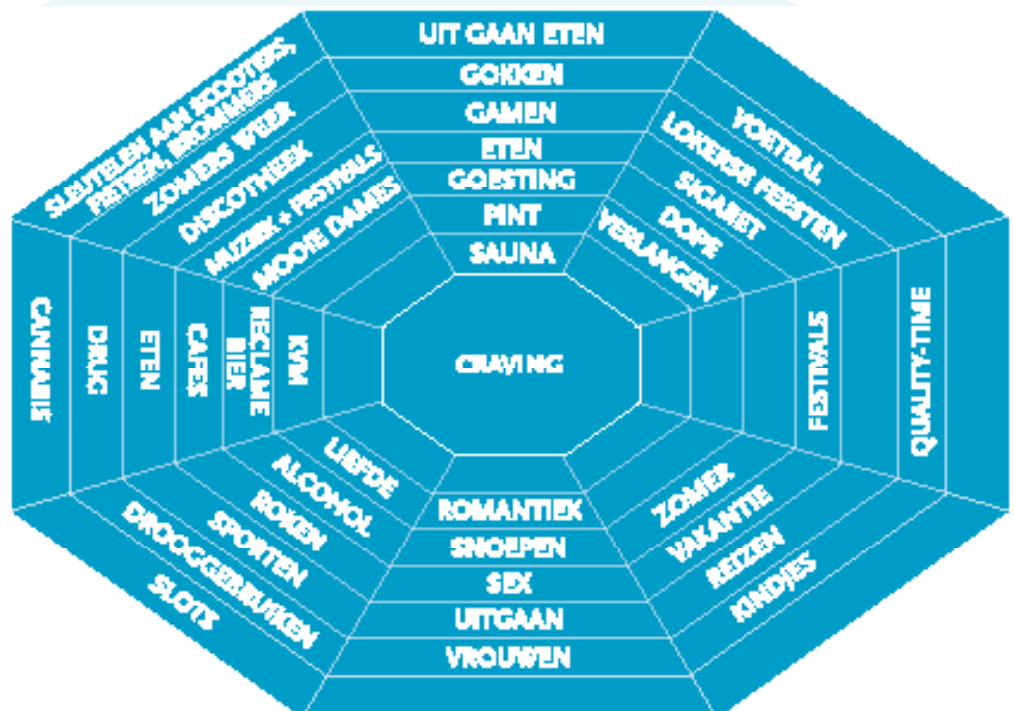 UIT GAAN ETEN
GOKKEN
GAMEN
ETEN
GOESTING
PINT
SAUNA
VOETBAL
LOKERSE FEESTEN
SIGARET
DOPE
VERLANGEN
QUALITY-TIME
FESTIVALS
ZOMER
VAKANTIE
REIZEN
KINDJES
ROMANTIEK
SNOEPEN
SEX
UITGAAN
VROUWEN
LIEFDE
ALCOHOL
ROKEN
SPORTEN
DROOGGEBRUIKEN
SLOTS
CANNABIS
DRUG
ETEN
CAFES
RECLAME
BIER
KVM
SLEUTELEN AAN SCOOTERS,
FIETSEN, BROMMERS
ZOMERS WEER
DISCOTHEEK
MUZIEK + FESTIVALS
MOOIE DAMES
CRAVING